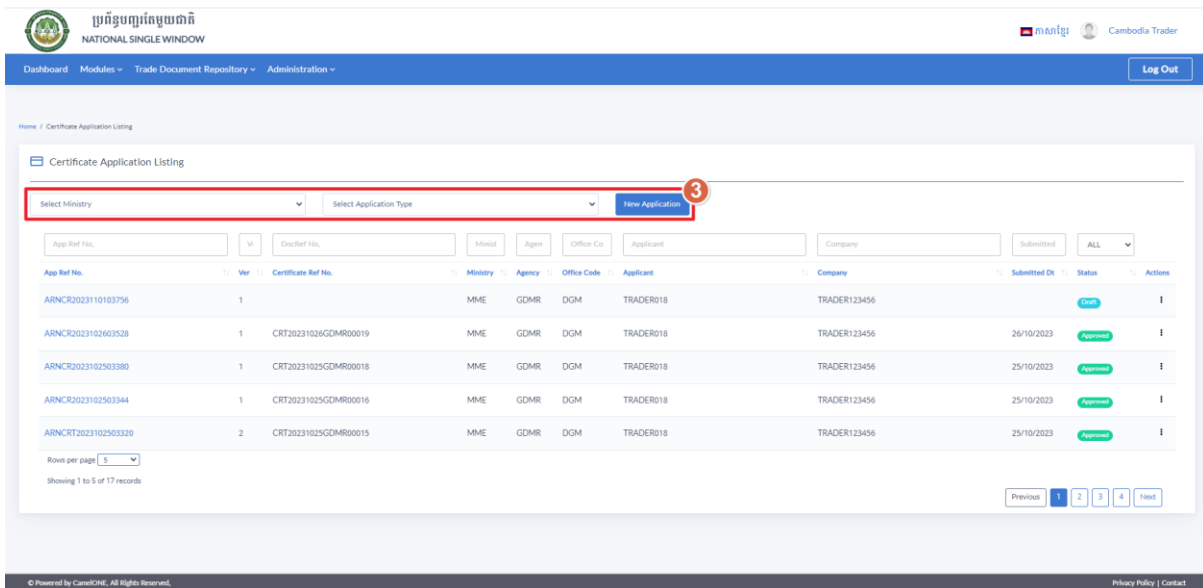 ប្រព័ន្ធបញ្ជរតែមួយជាតិ
NATIONAL SINGLE WINDOW
ភាសាខ្មែរ Cambodia Trader
Dashboard Modules Trade Document Repository Administration Log Out
Home / Certificate Application Listing
Certificate Application Listing
3
Select Ministry Select Application Type New Application
App Ref No, Ve DocRef No, Minist Agen Office Co Applicant Company Submitted ALL
App Ref No. Ver Certificate Ref No. Ministry Agency Office Code Applicant Company Submitted Dt Status Actions
ARNCR2023110103756 1 MME GDMR DGM TRADER018 TRADER123456 Draft
ARNCR2023102603528 1 CRT20231026GDMR00019 MME GDMR DGM TRADER018 TRADER123456 26/10/2023 Approved
ARNCR2023102503380 1 CRT20231025GDMR00018 MME GDMR DGM TRADER018 TRADER123456 25/10/2023 Approved
ARNCR2023102503344 1 CRT20231025GDMR00016 MME GDMR DGM TRADER018 TRADER123456 25/10/2023 Approved
ARNCRT2023102503320 2 CRT20231025GDMR00015 MME GDMR DGM TRADER018 TRADER123456 25/10/2023 Approved
Rows per page 5
Showing 1 to 5 of 17 records
Previous 1 2 3 4 Next
© Powered by CamelONE, All Rights Reserved, Privacy Policy | Contact